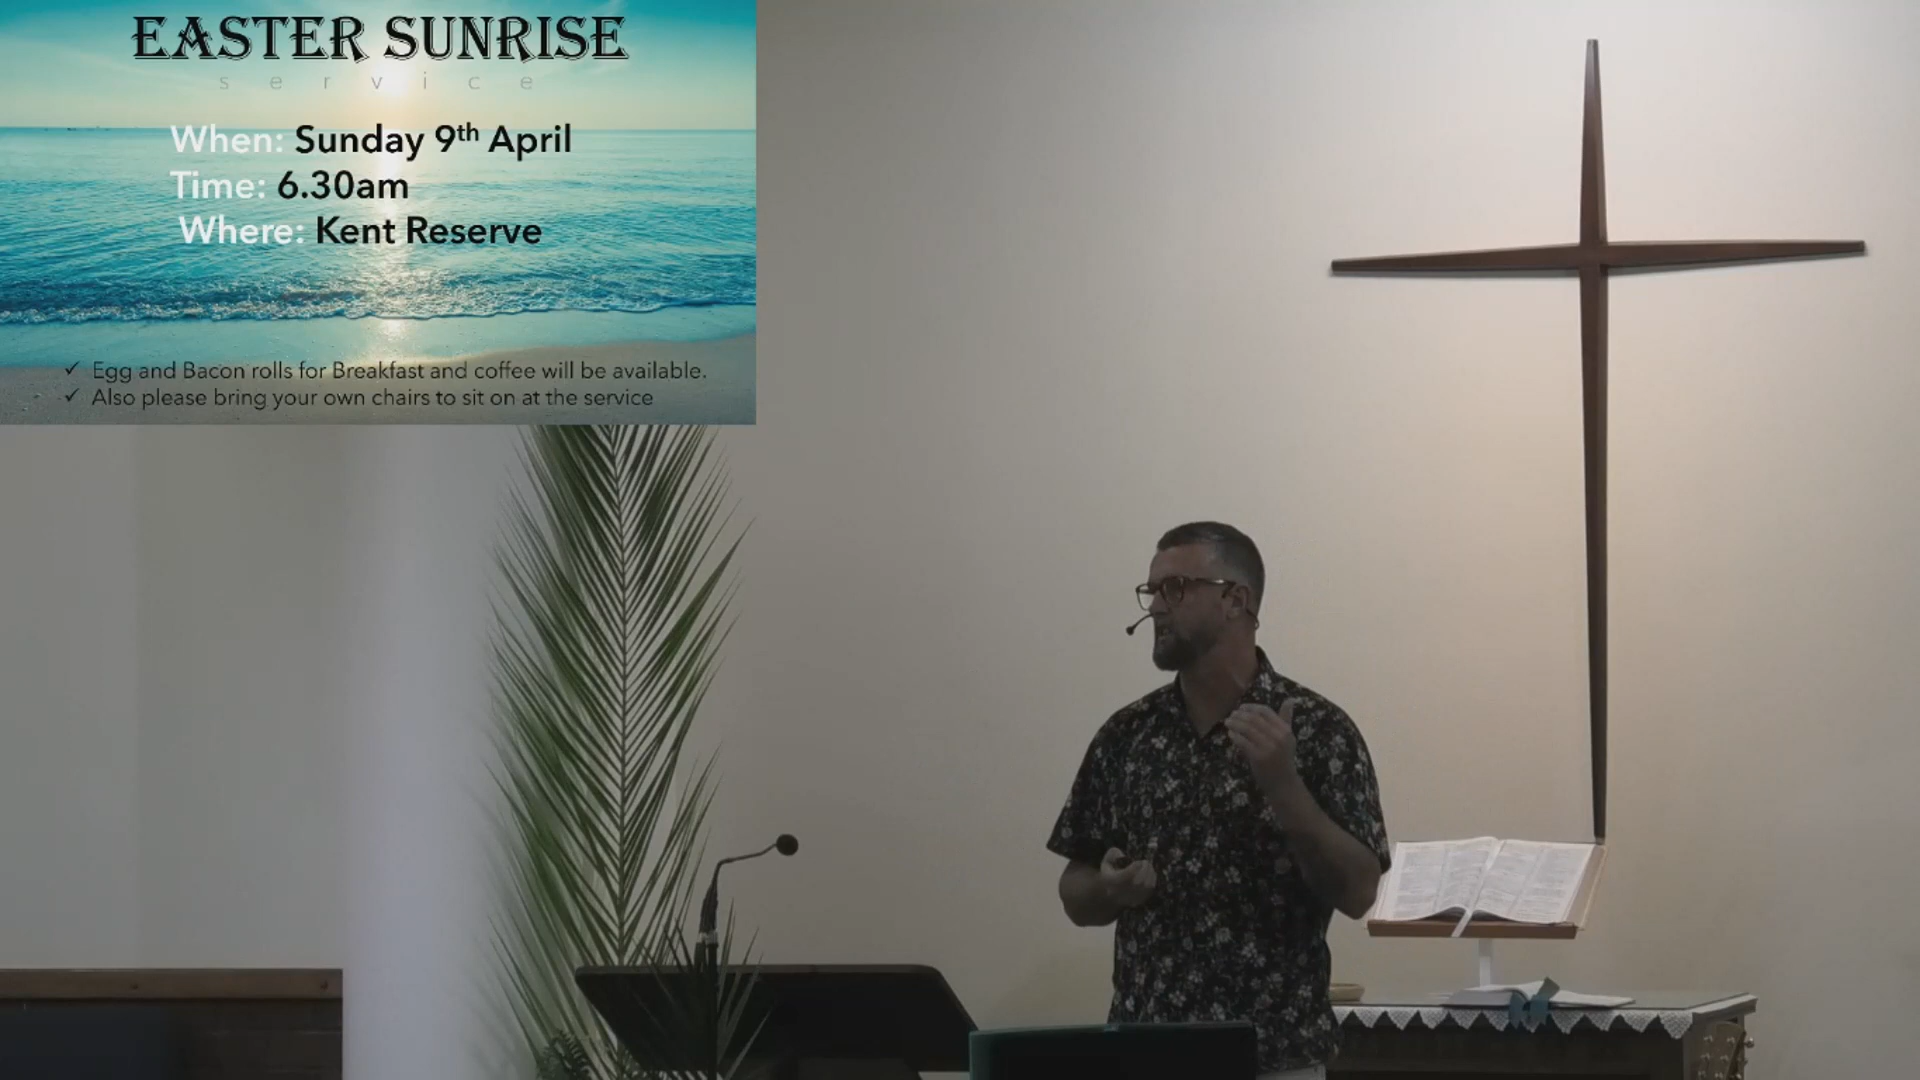 EASTER SUNRISE
service
When: Sunday 9th April
Time: 6.30am
Where: Kent Reserve
✓ Egg and Bacon rolls for Breakfast and coffee will be available.
✓ Also please bring your own chairs to sit on at the service